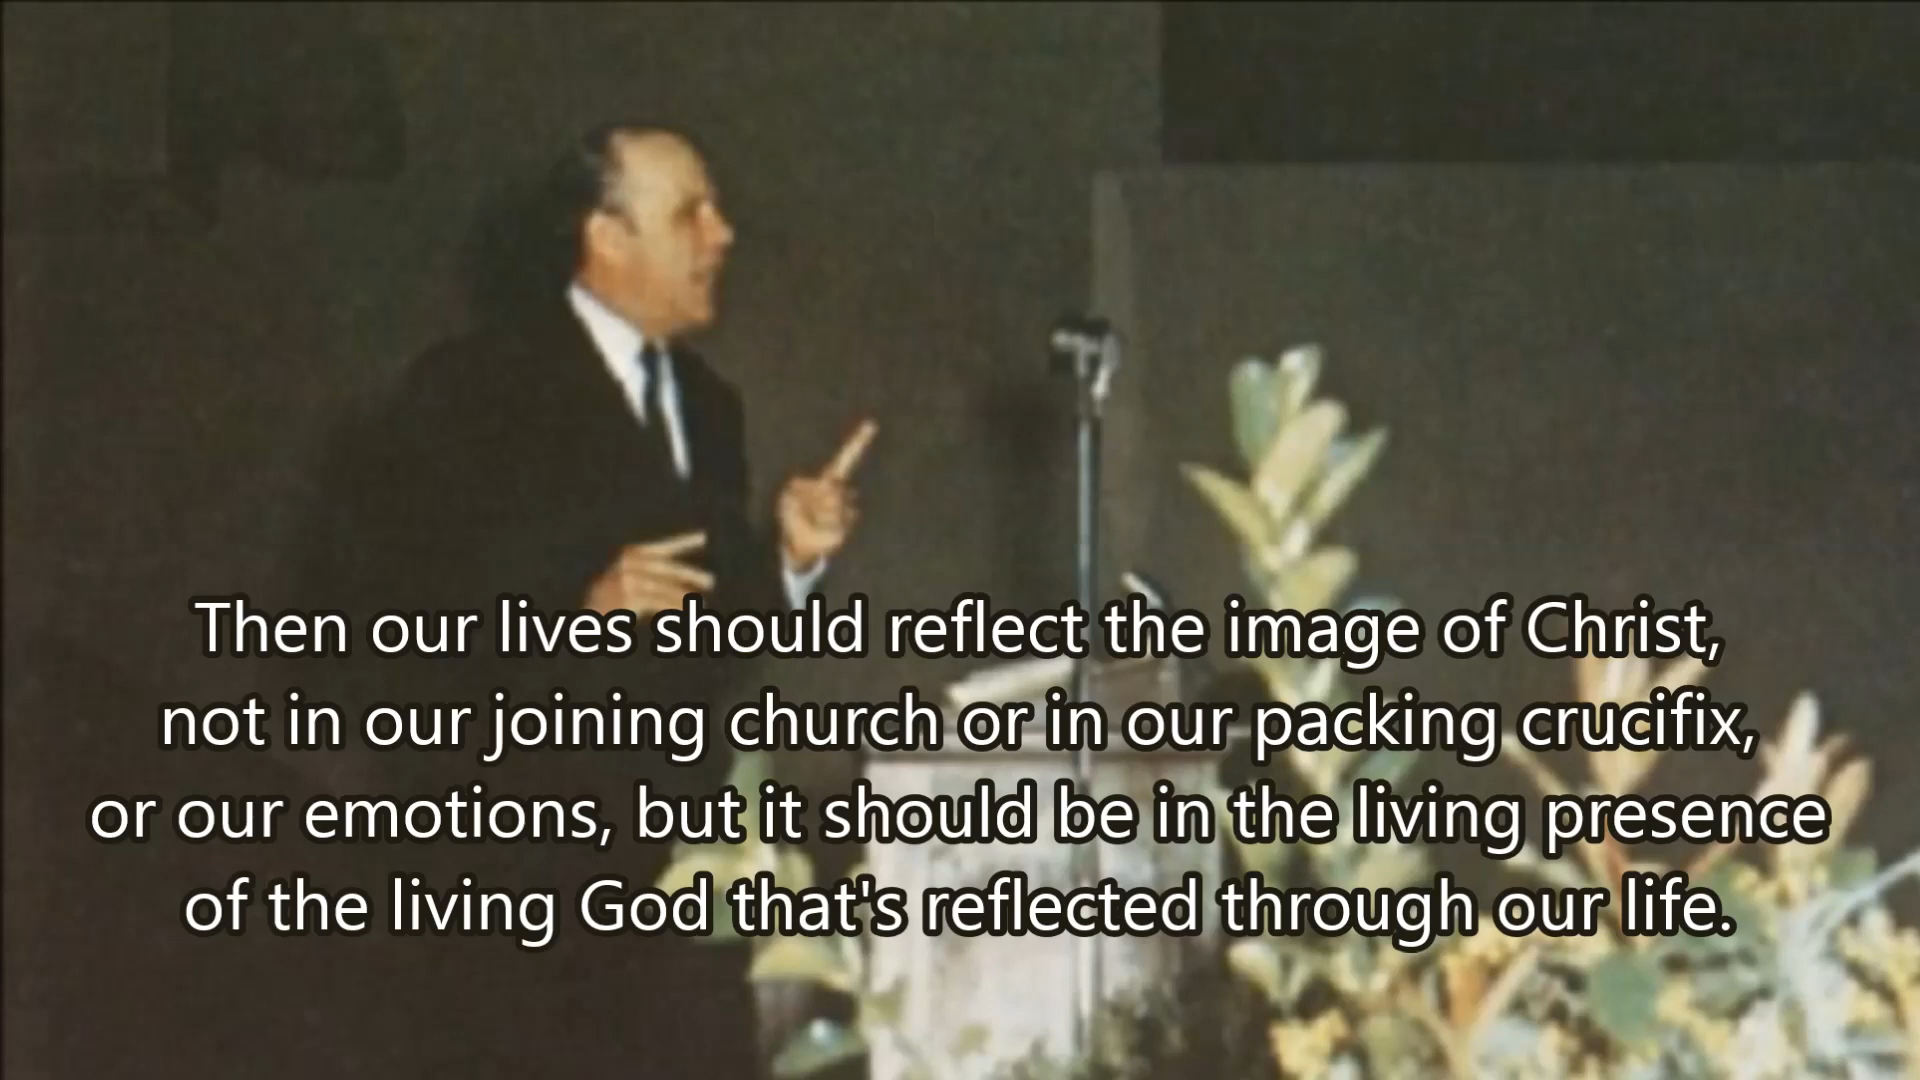 Then our lives should reflect the image of Christ,
not in our joining church or in our packing crucifix,
or our emotions, but it should be in the living presence
of the living God that's reflected through our life.